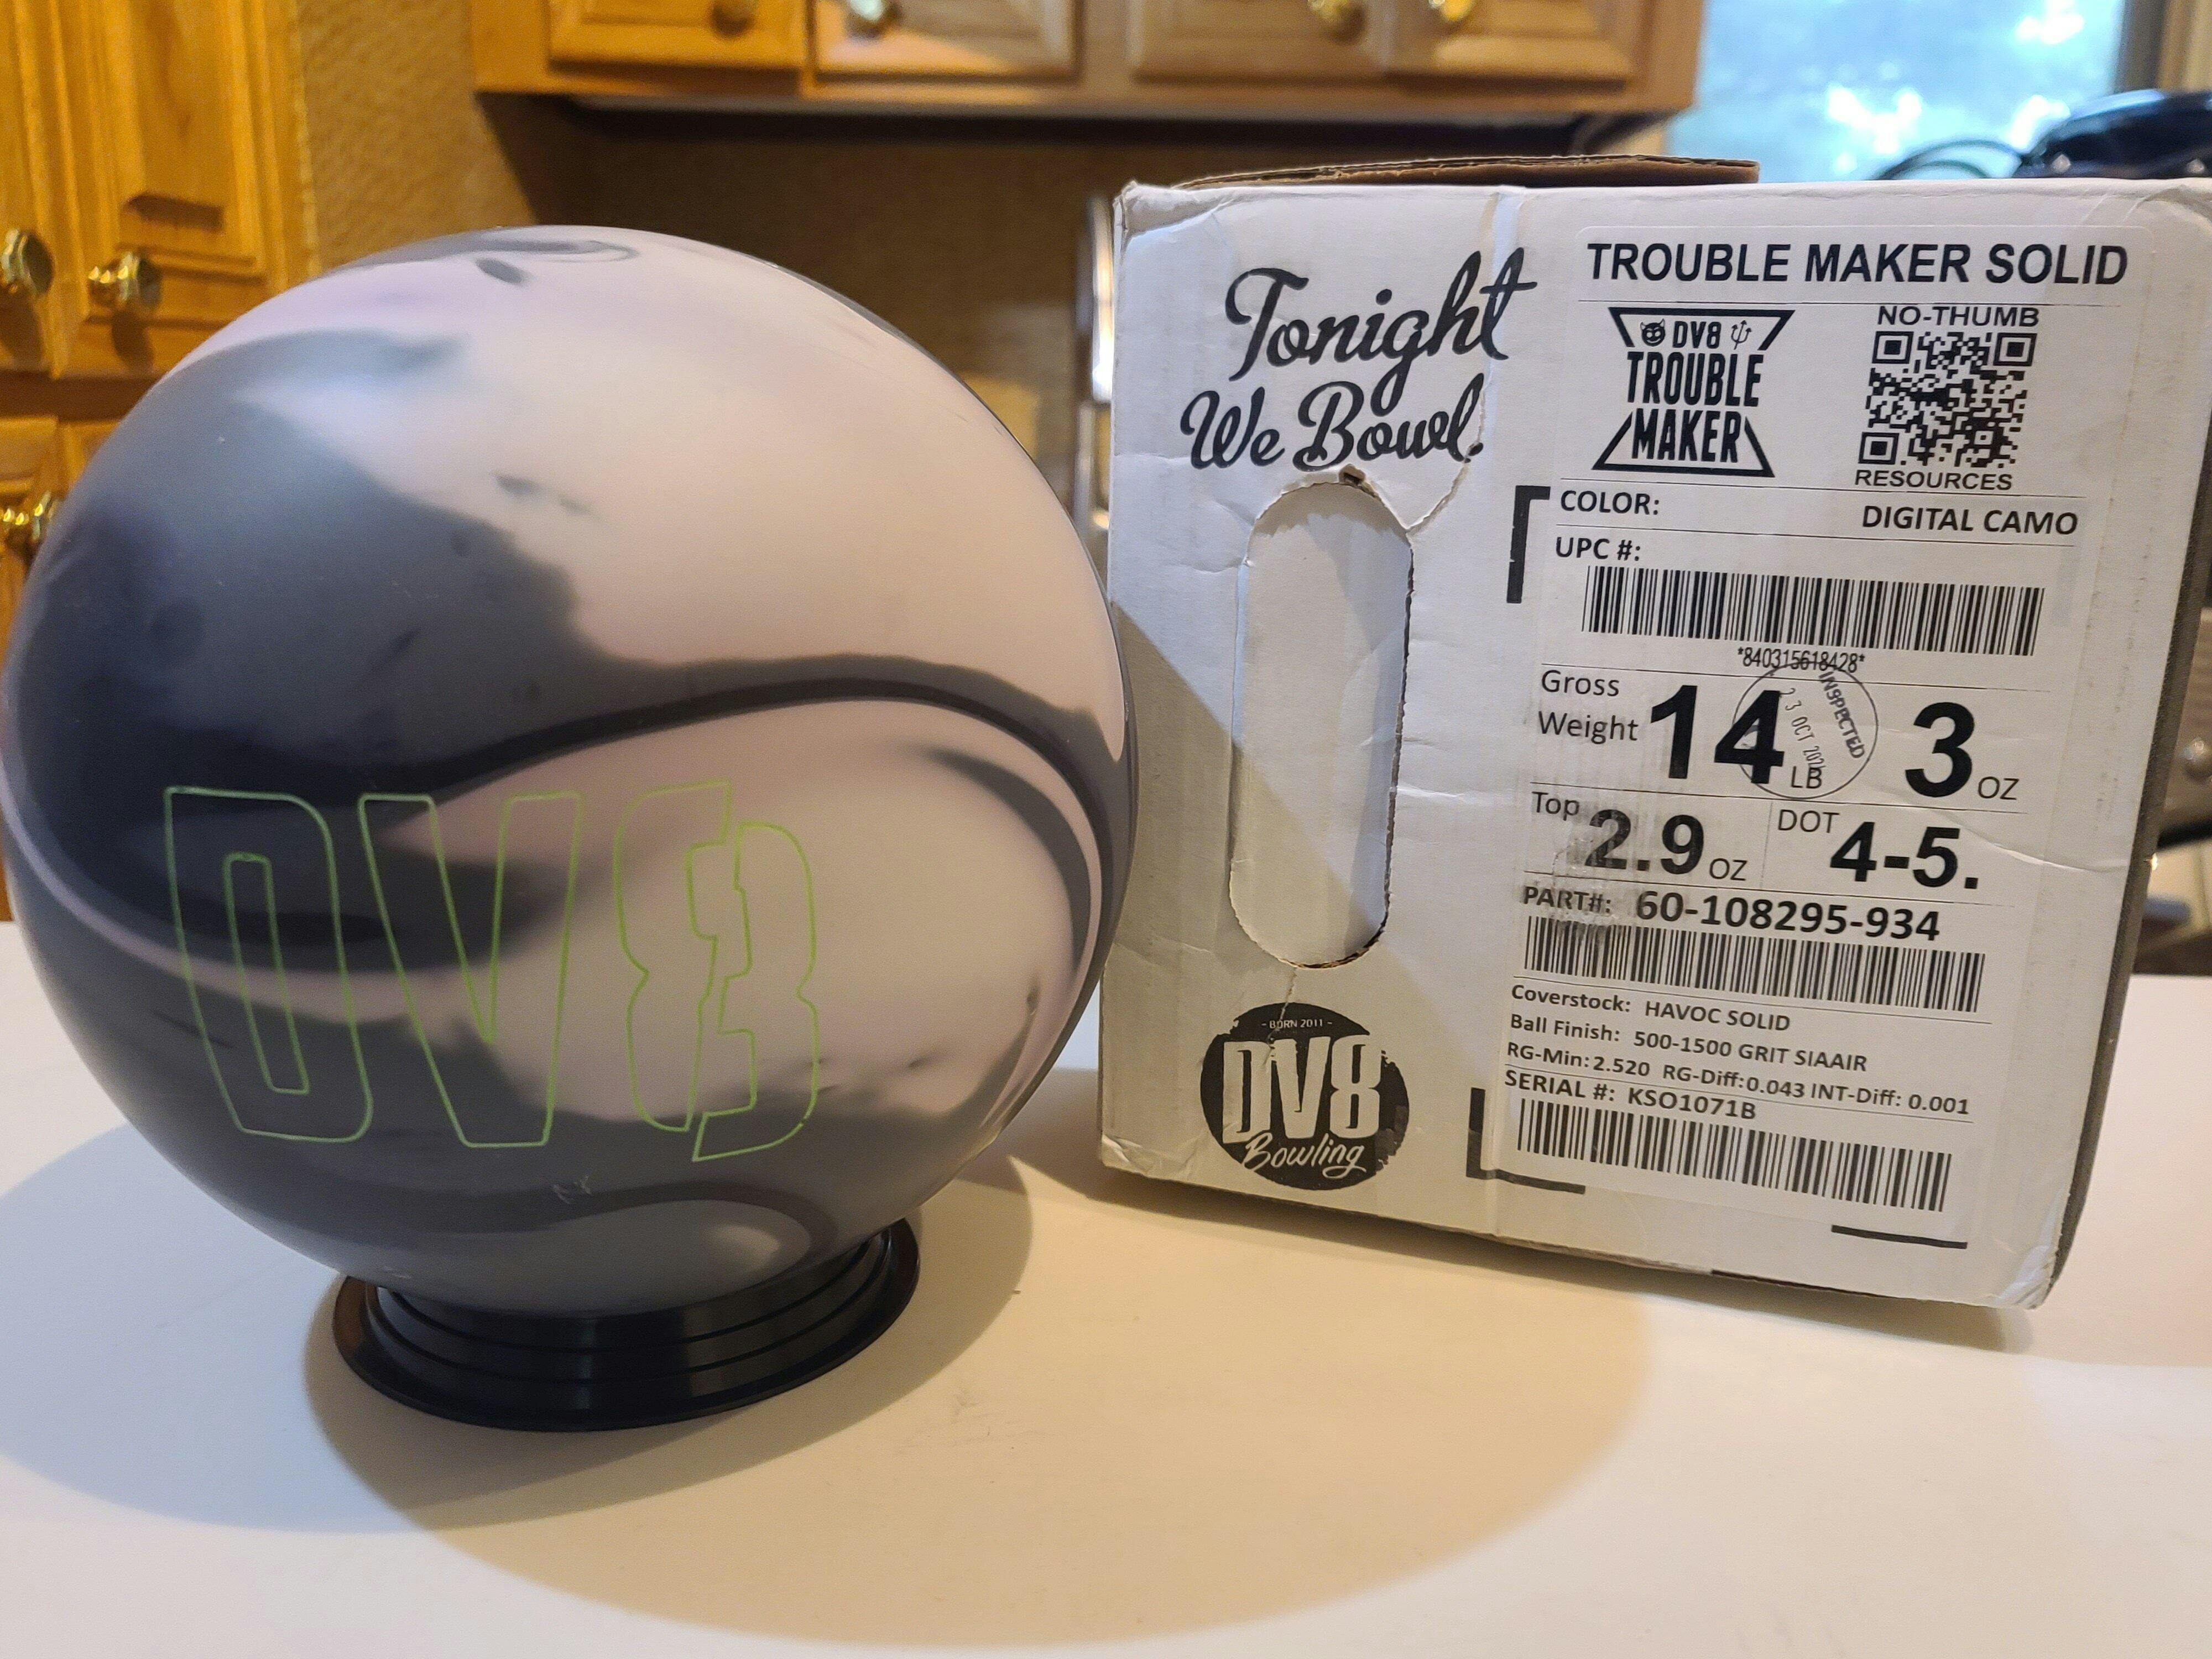 DV8
Tonight
We Bowl.
- BORN 2011 -
DV8
Bowling
TROUBLE MAKER SOLID
DV8
TROUBLE
MAKER
NO-THUMB
RESOURCES
COLOR: DIGITAL CAMO
UPC #:
*840315618428*
Gross Weight 14 LB 3 OZ
INSPECTED
23 OCT
Top 2.9 OZ DOT 4-5.
PART#: 60-108295-934
Coverstock: HAVOC SOLID
Ball Finish: 500-1500 GRIT SIAAIR
RG-Min: 2.520 RG-Diff: 0.043 INT-Diff: 0.001
SERIAL #: KSO1071B